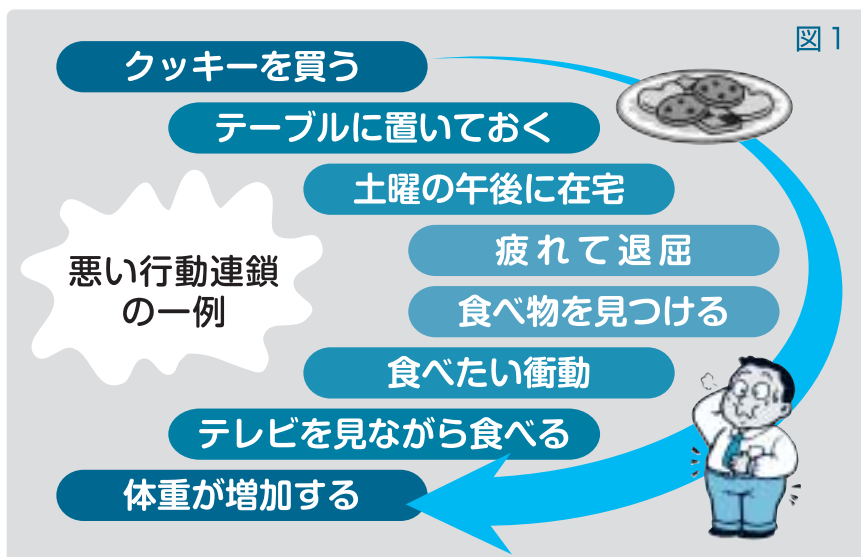 図1
クッキーを買う
テーブルに置いておく
土曜の午後に在宅
疲れて退屈
悪い行動連鎖
の一例
食べ物を見つける
食べたい衝動
テレビを見ながら食べる
体重が増加する